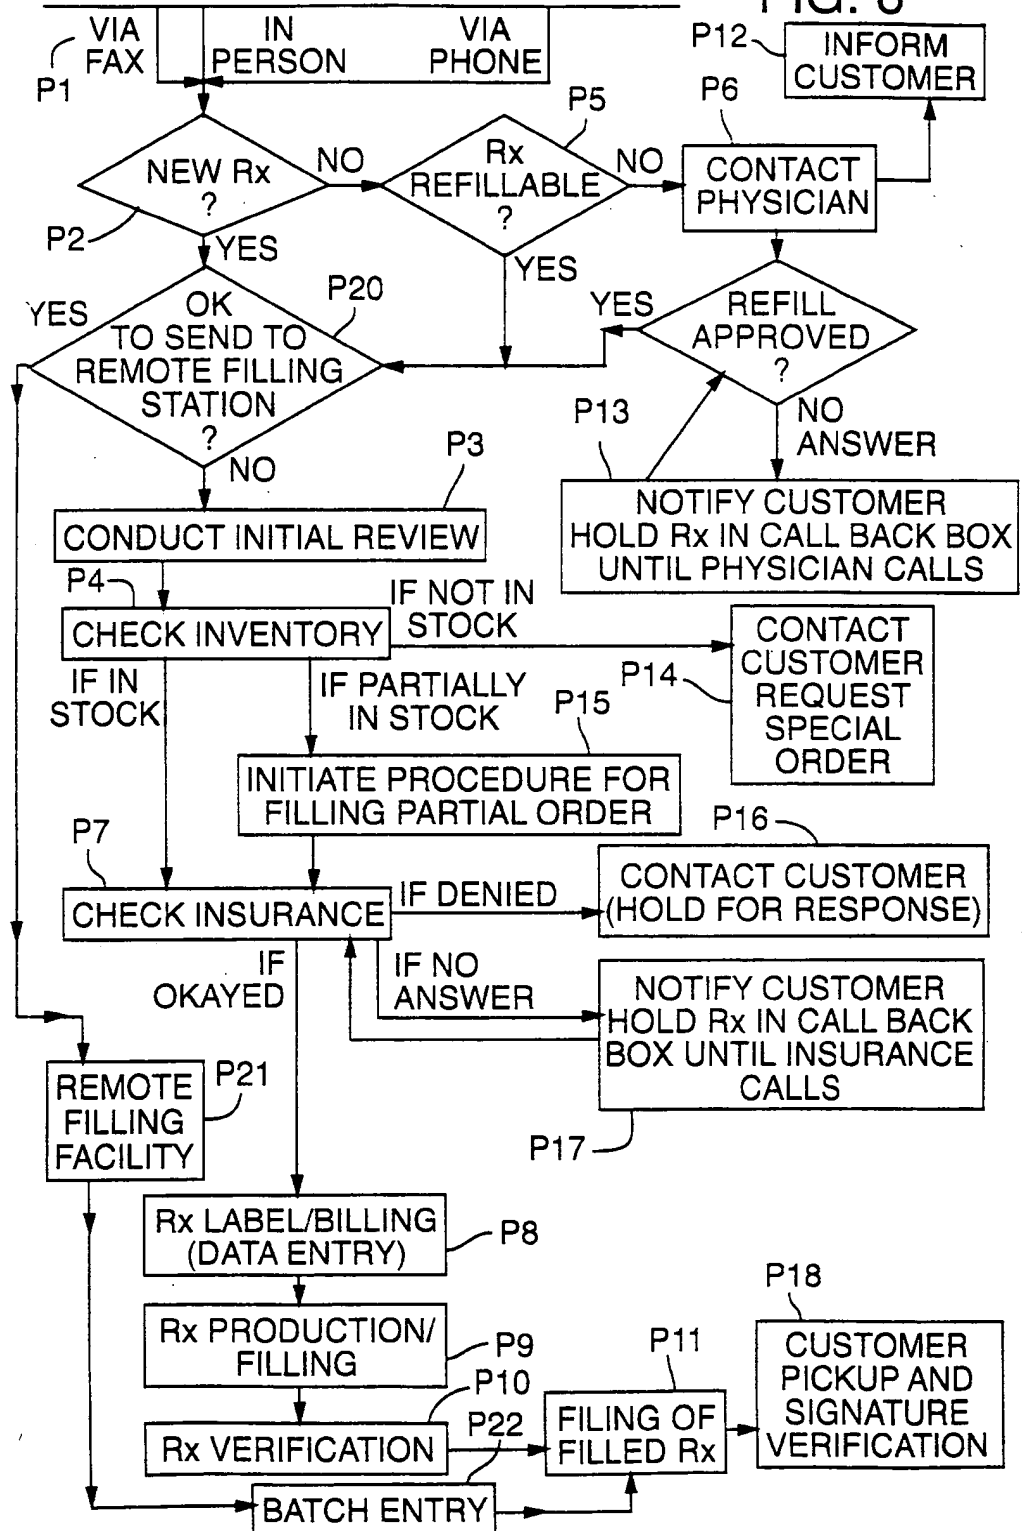 FIG.
VIA
FAX
IN
PERSON
VIA
PHONE
P1
P12
INFORM
CUSTOMER
P5
P6
NEW Rx
?
NO
Rx
REFILLABLE
?
NO
CONTACT
PHYSICIAN
P2
YES
YES
P20
YES
OK
TO SEND TO
REMOTE FILLING
STATION
?
YES
REFILL
APPROVED
?
P13
NO
ANSWER
NO
P3
NOTIFY CUSTOMER
HOLD Rx IN CALL BACK BOX
UNTIL PHYSICIAN CALLS
CONDUCT INITIAL REVIEW
P4
IF NOT IN
STOCK
CHECK INVENTORY
CONTACT
CUSTOMER
REQUEST
SPECIAL
ORDER
P14
IF IN
STOCK
IF PARTIALLY
IN STOCK
P15
INITIATE PROCEDURE FOR
FILLING PARTIAL ORDER
P7
P16
CHECK INSURANCE
IF DENIED
CONTACT CUSTOMER
(HOLD FOR RESPONSE)
IF
OKAYED
IF NO
ANSWER
NOTIFY CUSTOMER
HOLD Rx IN CALL BACK
BOX UNTIL INSURANCE
CALLS
P17
REMOTE
FILLING
FACILITY
P21
Rx LABEL/BILLING
(DATA ENTRY)
P8
Rx PRODUCTION/
FILLING
P9
P10
P11
P18
Rx VERIFICATION
P22
FILING OF
FILLED Rx
CUSTOMER
PICKUP AND
SIGNATURE
VERIFICATION
BATCH ENTRY